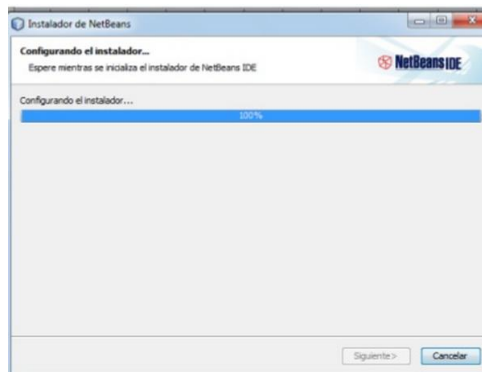 Instalador de NetBeans
Configurando el instalador...
Espere mientras se inicializa el instalador de NetBeans IDE
NetBeans IDE
Configurando el instalador...
100%
Siguiente >
Cancelar